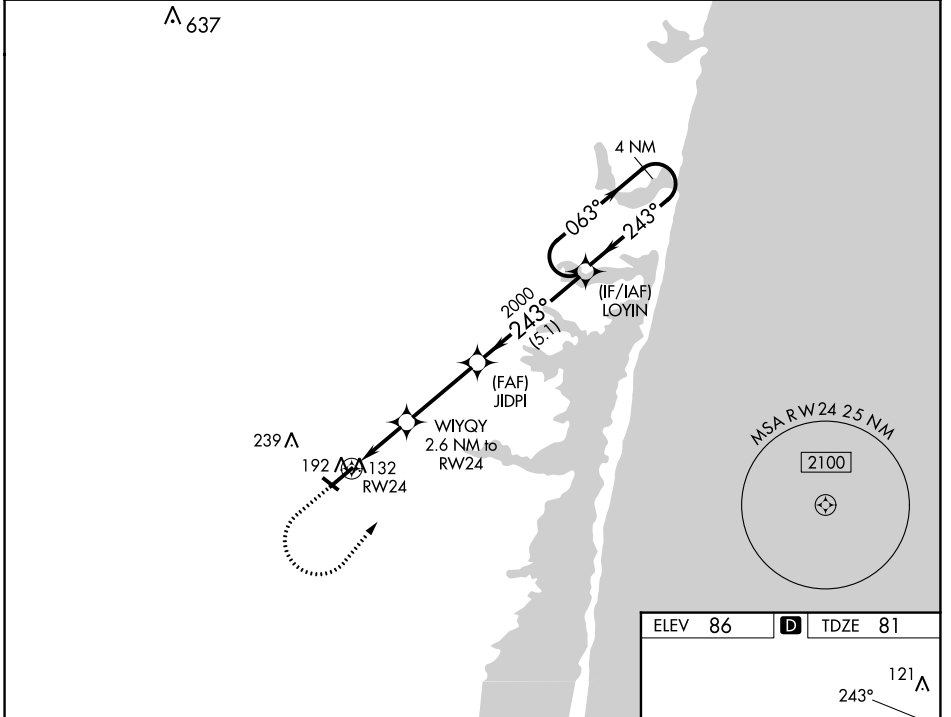 637
4 NM
063°
243°
(IF/IAF)
LOYIN
2000
243°
(5.1)
(FAF)
JIDPI
WIYQY
2.6 NM to
RW24
239
192
132
RW24
MSA RW24 25 NM
2100
ELEV 86 D TDZE 81
121
243°